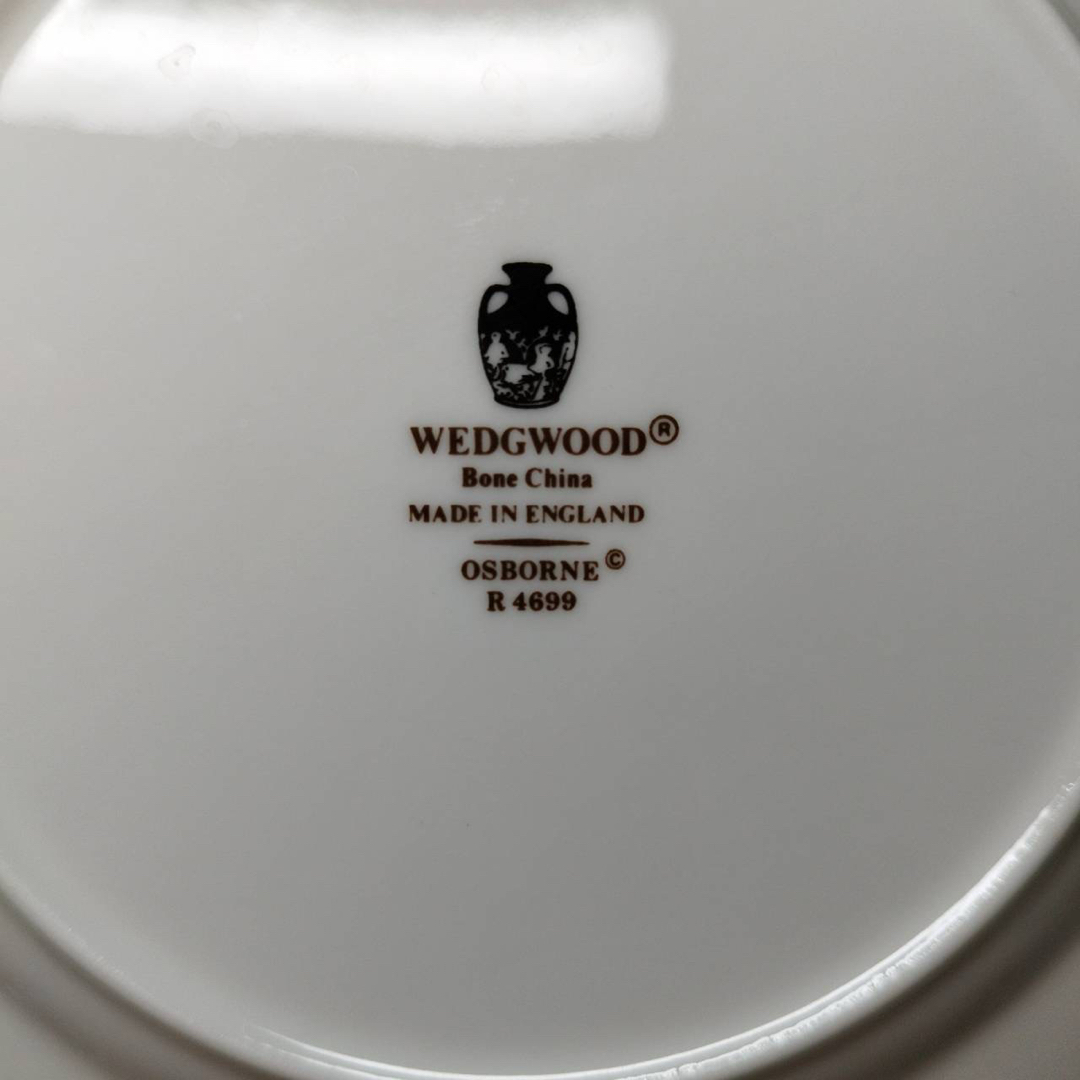 WEDGWOOD®
Bone China
MADE IN ENGLAND
OSBORNE©
R 4699